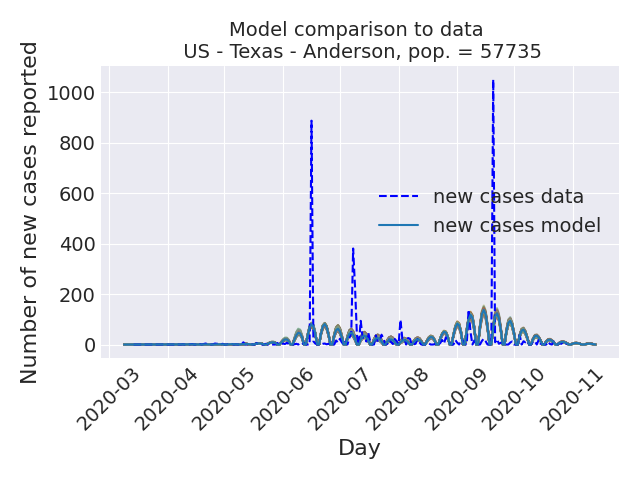 Model comparison to data
US - Texas - Anderson, pop. = 57735
Number of new cases reported
1000
800
600
400
200
0
new cases data
new cases model
2020-03
2020-04
2020-05
2020-06
2020-07
2020-08
2020-09
2020-10
2020-11
Day